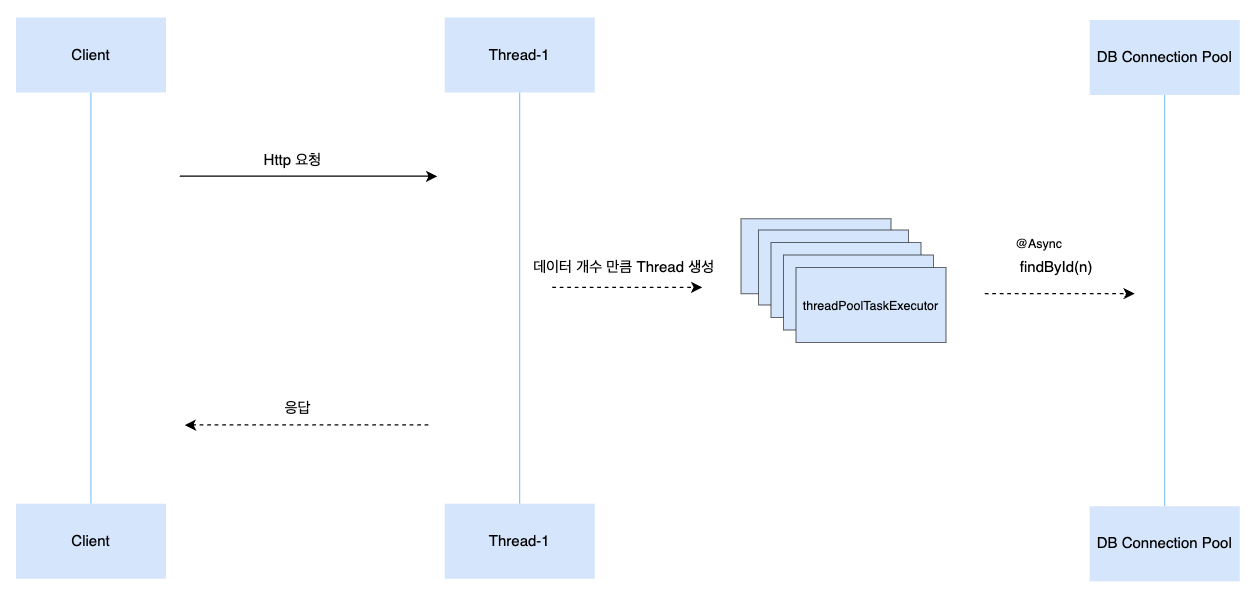 Client
Thread-1
DB Connection Pool
Http 요청
@Async
findById(n)
데이터 개수 만큼 Thread 생성
threadPoolTaskExecutor
응답
Client
Thread-1
DB Connection Pool